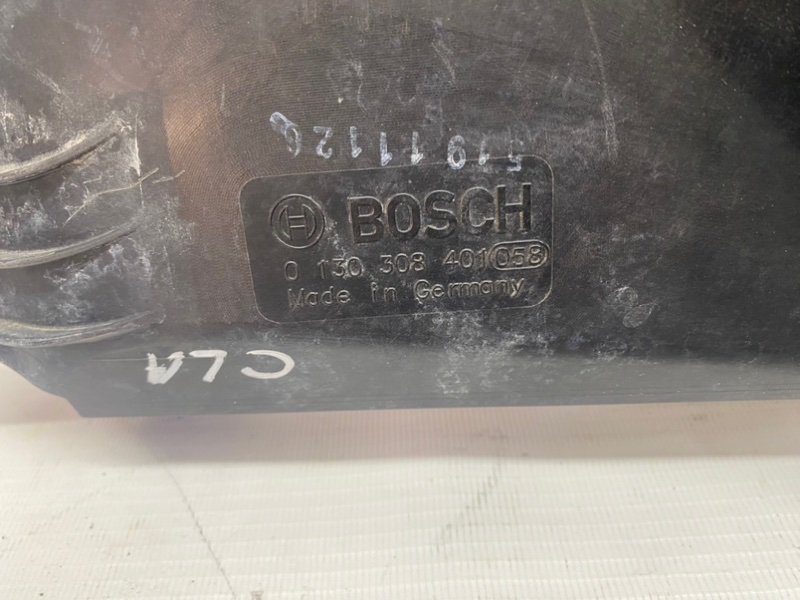 5191112
BOSCH
0 130 308 401 058
Made in Germany
CLA